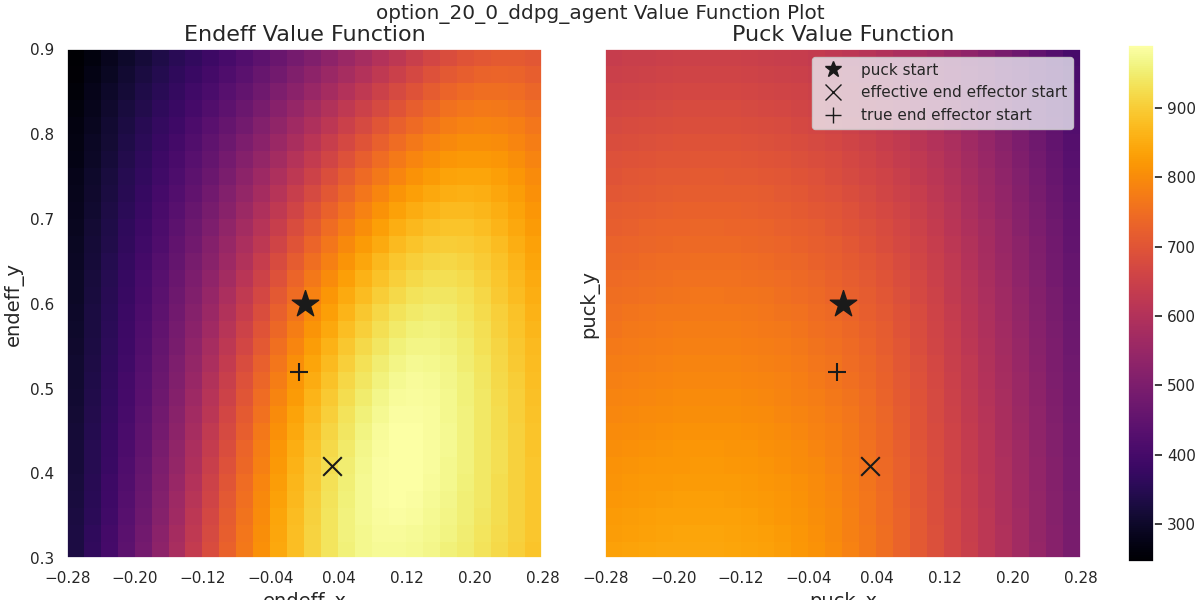 option_20_0_ddpg_agent Value Function Plot
Endeff Value Function
Puck Value Function
puck start
effective end effector start
true end effector start
endeff_y
0.9
0.8
0.7
0.6
0.5
0.4
0.3
−0.28 −0.20 −0.12 −0.04 0.04 0.12 0.20 0.28
endeff_x
puck_y
−0.28 −0.20 −0.12 −0.04 0.04 0.12 0.20 0.28
puck_x
900
800
700
600
500
400
300